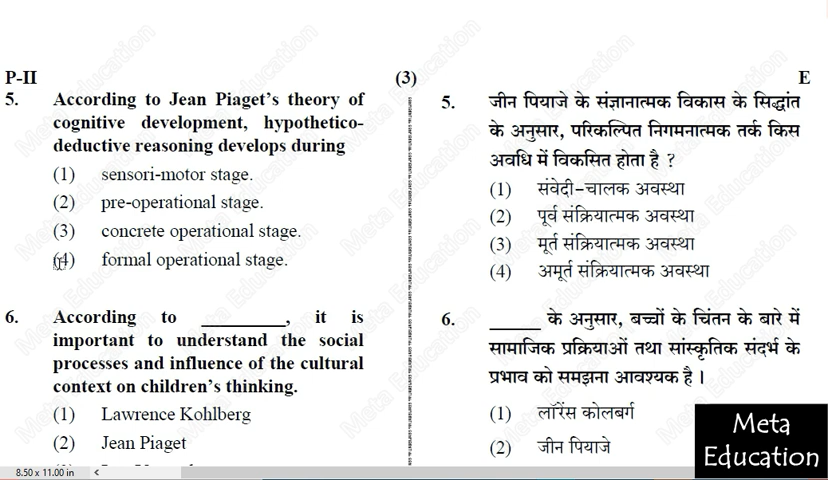 P-II (3) E
5. According to Jean Piaget's theory of
cognitive development, hypothetico-
deductive reasoning develops during
(1) sensori-motor stage.
(2) pre-operational stage.
(3) concrete operational stage.
(4) formal operational stage.
6. According to ________, it is
important to understand the social
processes and influence of the cultural
context on children's thinking.
(1) Lawrence Kohlberg
(2) Jean Piaget
5. जीन पियाजे के संज्ञानात्मक विकास के सिद्धांत
के अनुसार, परिकल्पित निगमनात्मक तर्क किस
अवधि में विकसित होता है ?
(1) संवेदी-चालक अवस्था
(2) पूर्व संक्रियात्मक अवस्था
(3) मूर्त संक्रियात्मक अवस्था
(4) अमूर्त संक्रियात्मक अवस्था
6. _____ के अनुसार, बच्चों के चिंतन के बारे में
सामाजिक प्रक्रियाओं तथा सांस्कृतिक संदर्भ के
प्रभाव को समझना आवश्यक है ।
(1) लॉरेंस कोलबर्ग
(2) जीन पियाजे
Meta
Education
8.50 x 11.00 in